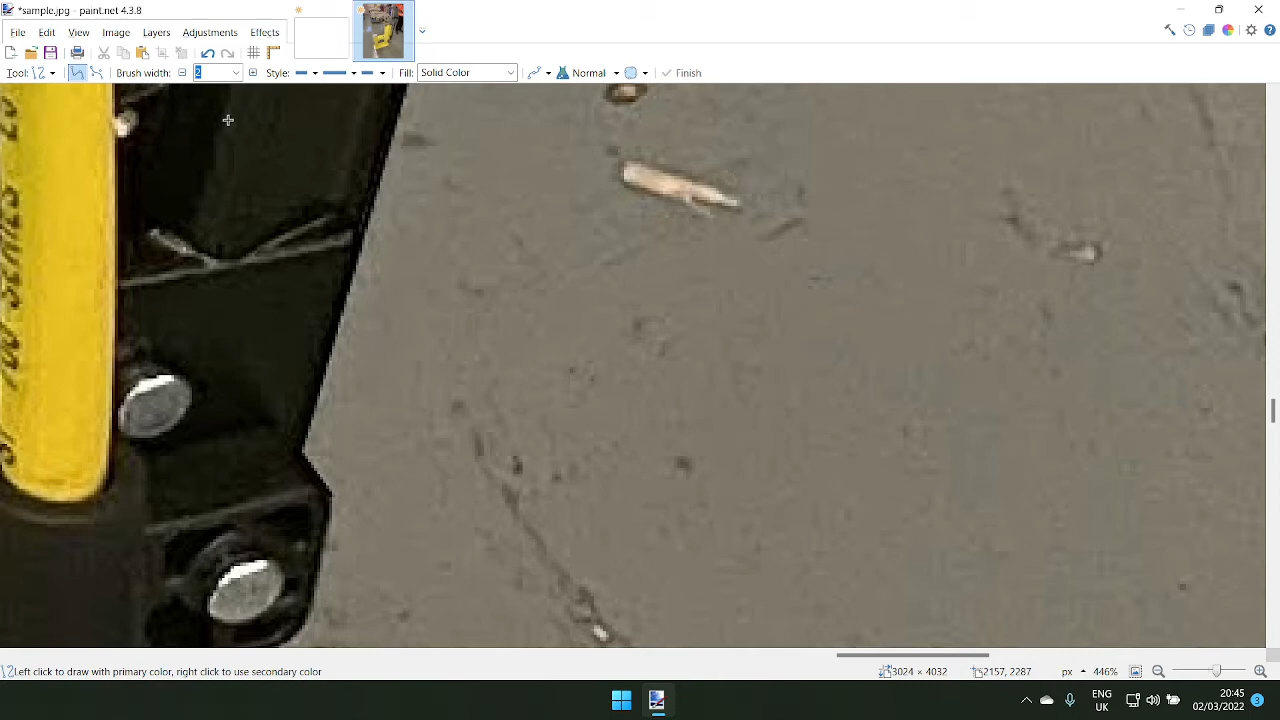 *sample.jpg - paint.net 4.3.8
File Edit View Image Layers Adjustments Effects
Tool: Brush width: 2 Style: Fill: Solid Color Normal Finish
SERIES
Left click to draw with primary color, right click to use secondary color 3024 × 4032 2157, 2287 px 446%
ENG
UK
20:45
02/03/2022
3